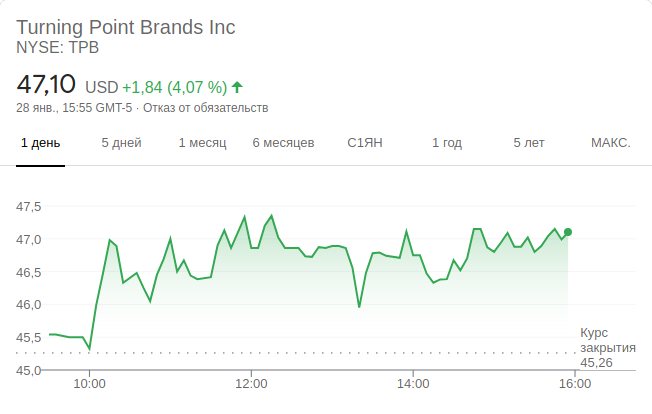 Turning Point Brands Inc
NYSE: TPB
47,10 USD +1,84 (4,07 %)
28 янв., 15:55 GMT-5 · Отказ от обязательств
1 день 5 дней 1 месяц 6 месяцев С1ЯН 1 год 5 лет МАКС.
47,5
47,0
46,5
46,0
45,5
45,0
Курс
закрытия
45,26
10:00 12:00 14:00 16:00